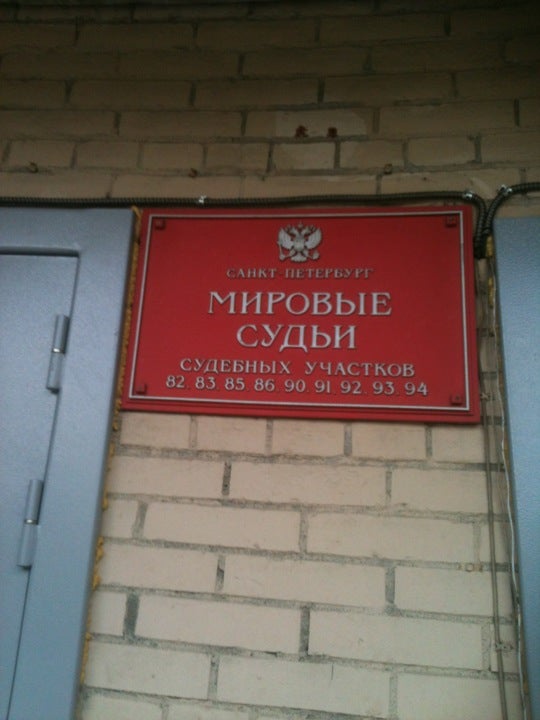 САНКТ-ПЕТЕРБУРГ
МИРОВЫЕ
СУДЬИ
СУДЕБНЫХ УЧАСТКОВ
82. 83. 85. 86. 90. 91. 92. 93. 94